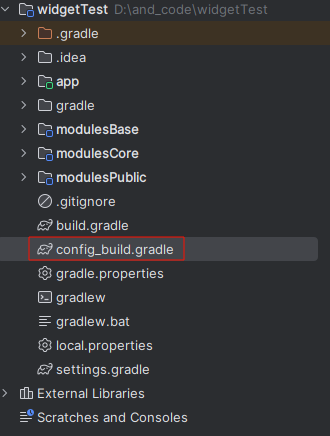 widgetTest D:\and_code\widgetTest
.gradle
.idea
app
gradle
modulesBase
modulesCore
modulesPublic
.gitignore
build.gradle
config_build.gradle
gradle.properties
gradlew
gradlew.bat
local.properties
settings.gradle
External Libraries
Scratches and Consoles